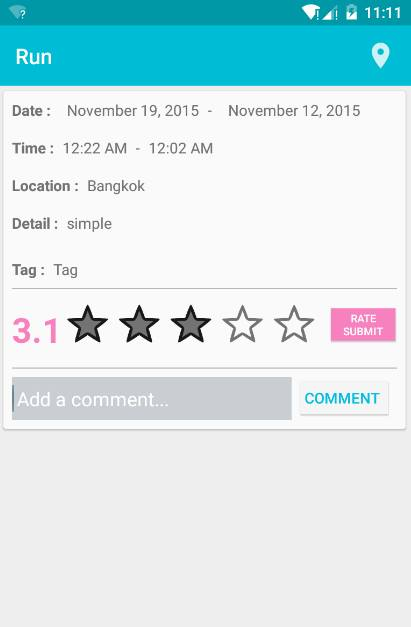 11:11
Run
Date : November 19, 2015 - November 12, 2015
Time : 12:22 AM - 12:02 AM
Location : Bangkok
Detail : simple
Tag : Tag
3.1 RATE
SUBMIT
Add a comment... COMMENT